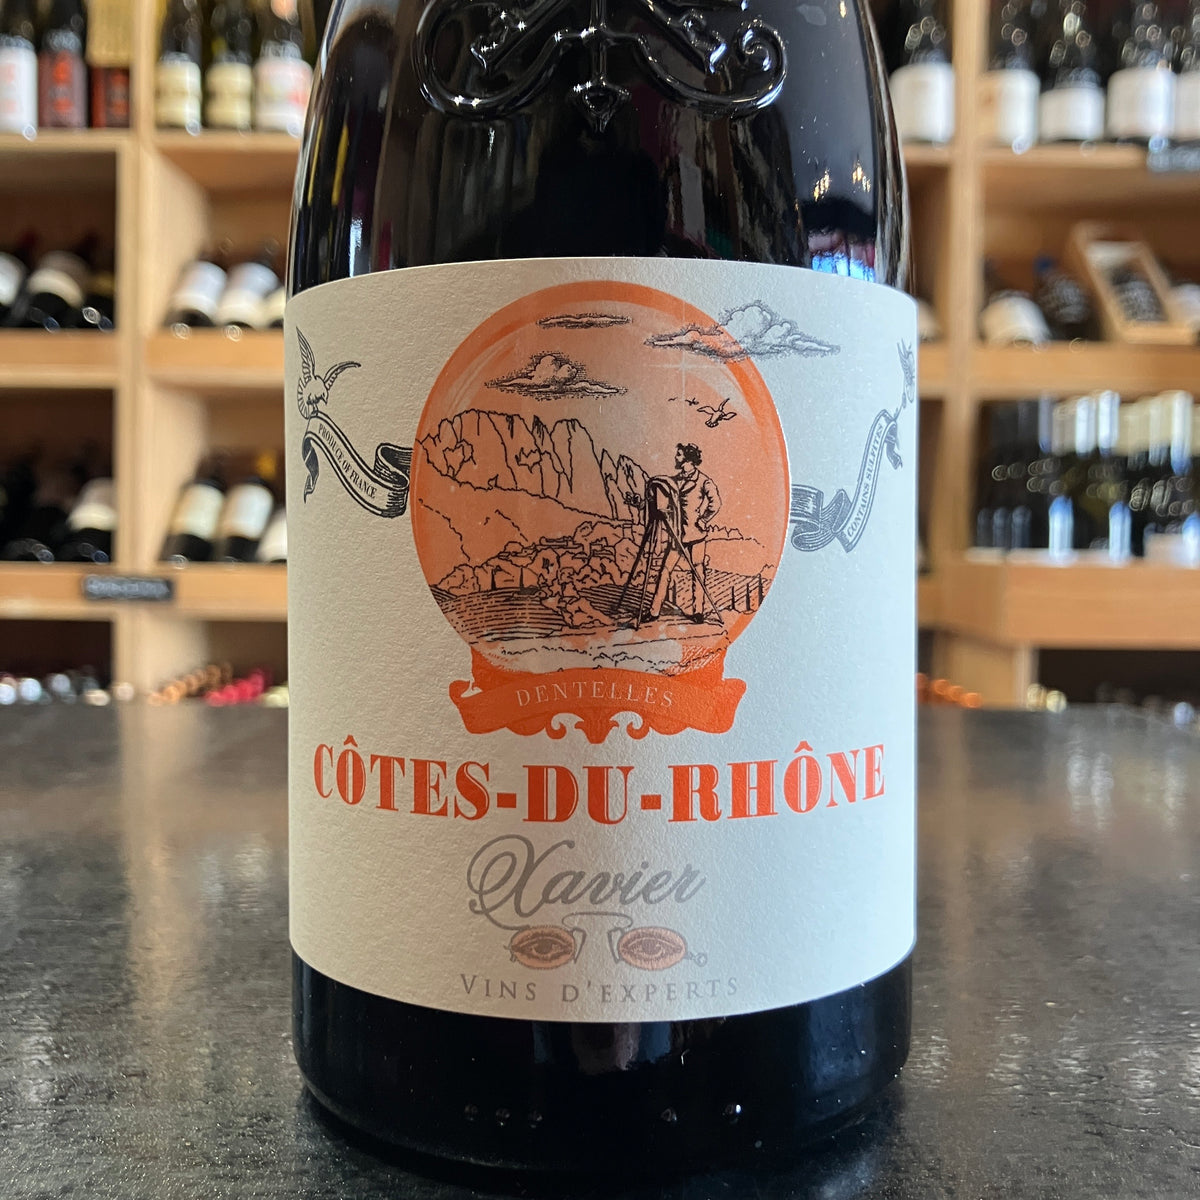 PRODUCE OF FRANCE
CONTAINS SULFITES
DENTELLES
CÔTES-DU-RHÔNE
Xavier
VINS D'EXPERTS